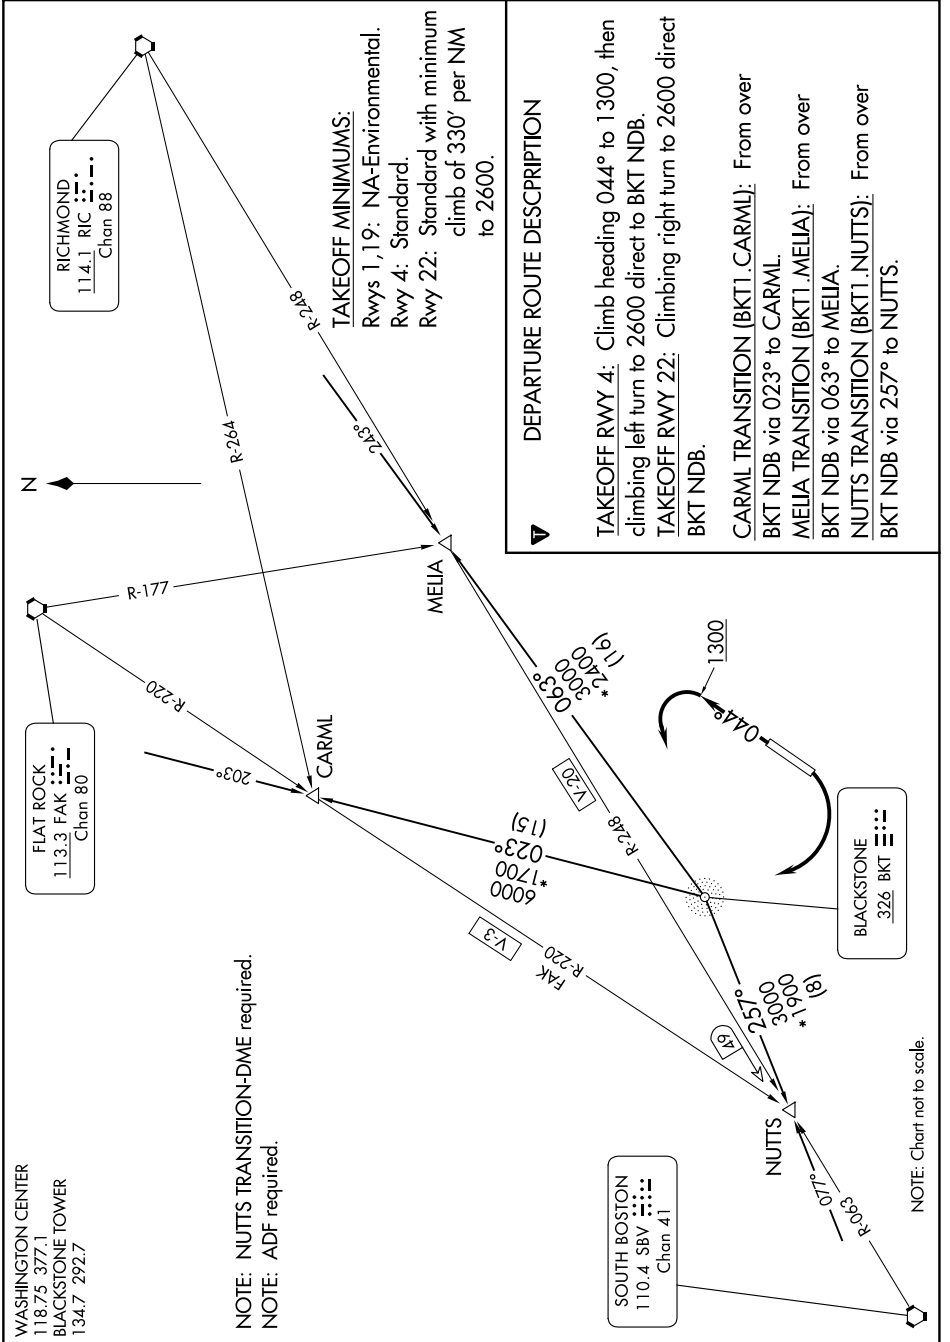 WASHINGTON CENTER
118.75 377.1
BLACKSTONE TOWER
134.7 292.7
NOTE: NUTTS TRANSITION-DME required.
NOTE: ADF required.
FLAT ROCK
113.3 FAK
Chan 80
RICHMOND
114.1 RIC
Chan 88
N
R-177
R-220
R-264
R-248
203°
243°
CARML
MELIA
TAKEOFF MINIMUMS:
Rwys 1,19: NA-Environmental.
Rwy 4: Standard.
Rwy 22: Standard with minimum
climb of 330' per NM
to 2600.
V-3
FAK
R-220
6000
*1700
023°
(15)
V-20
R-248
063°
3000
*2400
(16)
49
257°
3000
*1900
(8)
NUTTS
077°
R-063
SOUTH BOSTON
110.4 SBV
Chan 41
BLACKSTONE
326 BKT
044°
1300
NOTE: Chart not to scale.
T
DEPARTURE ROUTE DESCPRIPTION
TAKEOFF RWY 4: Climb heading 044° to 1300, then
climbing left turn to 2600 direct to BKT NDB.
TAKEOFF RWY 22: Climbing right turn to 2600 direct
BKT NDB.
CARML TRANSITION (BKT1.CARML): From over
BKT NDB via 023° to CARML.
MELIA TRANSITION (BKT1.MELIA): From over
BKT NDB via 063° to MELIA.
NUTTS TRANSITION (BKT1.NUTTS): From over
BKT NDB via 257° to NUTTS.